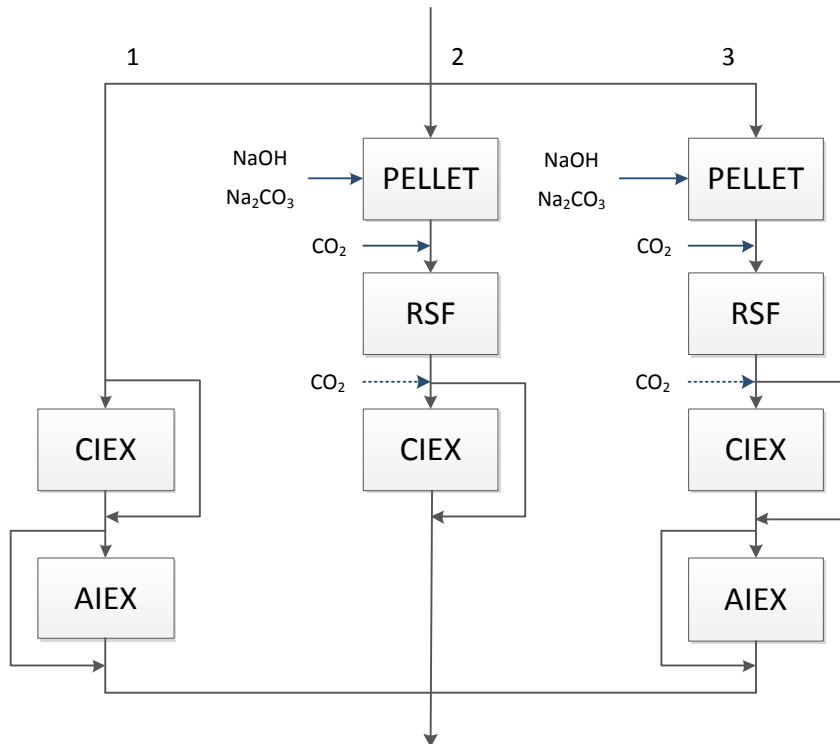 1 2 3
NaOH
Na₂CO₃
PELLET
NaOH
Na₂CO₃
PELLET
CO₂
CO₂
RSF
RSF
CO₂
CO₂
CIEX
CIEX
CIEX
AIEX
AIEX